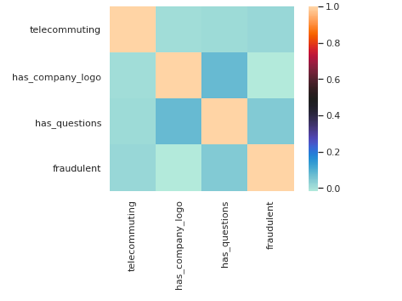 telecommuting
has_company_logo
has_questions
fraudulent
telecommuting
has_company_logo
has_questions
fraudulent
1.0
0.8
0.6
0.4
0.2
0.0